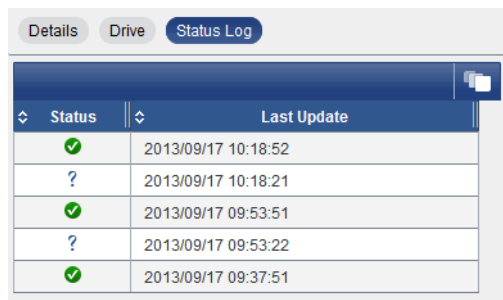 Details Drive Status Log
Status Last Update
2013/09/17 10:18:52
? 2013/09/17 10:18:21
2013/09/17 09:53:51
? 2013/09/17 09:53:22
2013/09/17 09:37:51